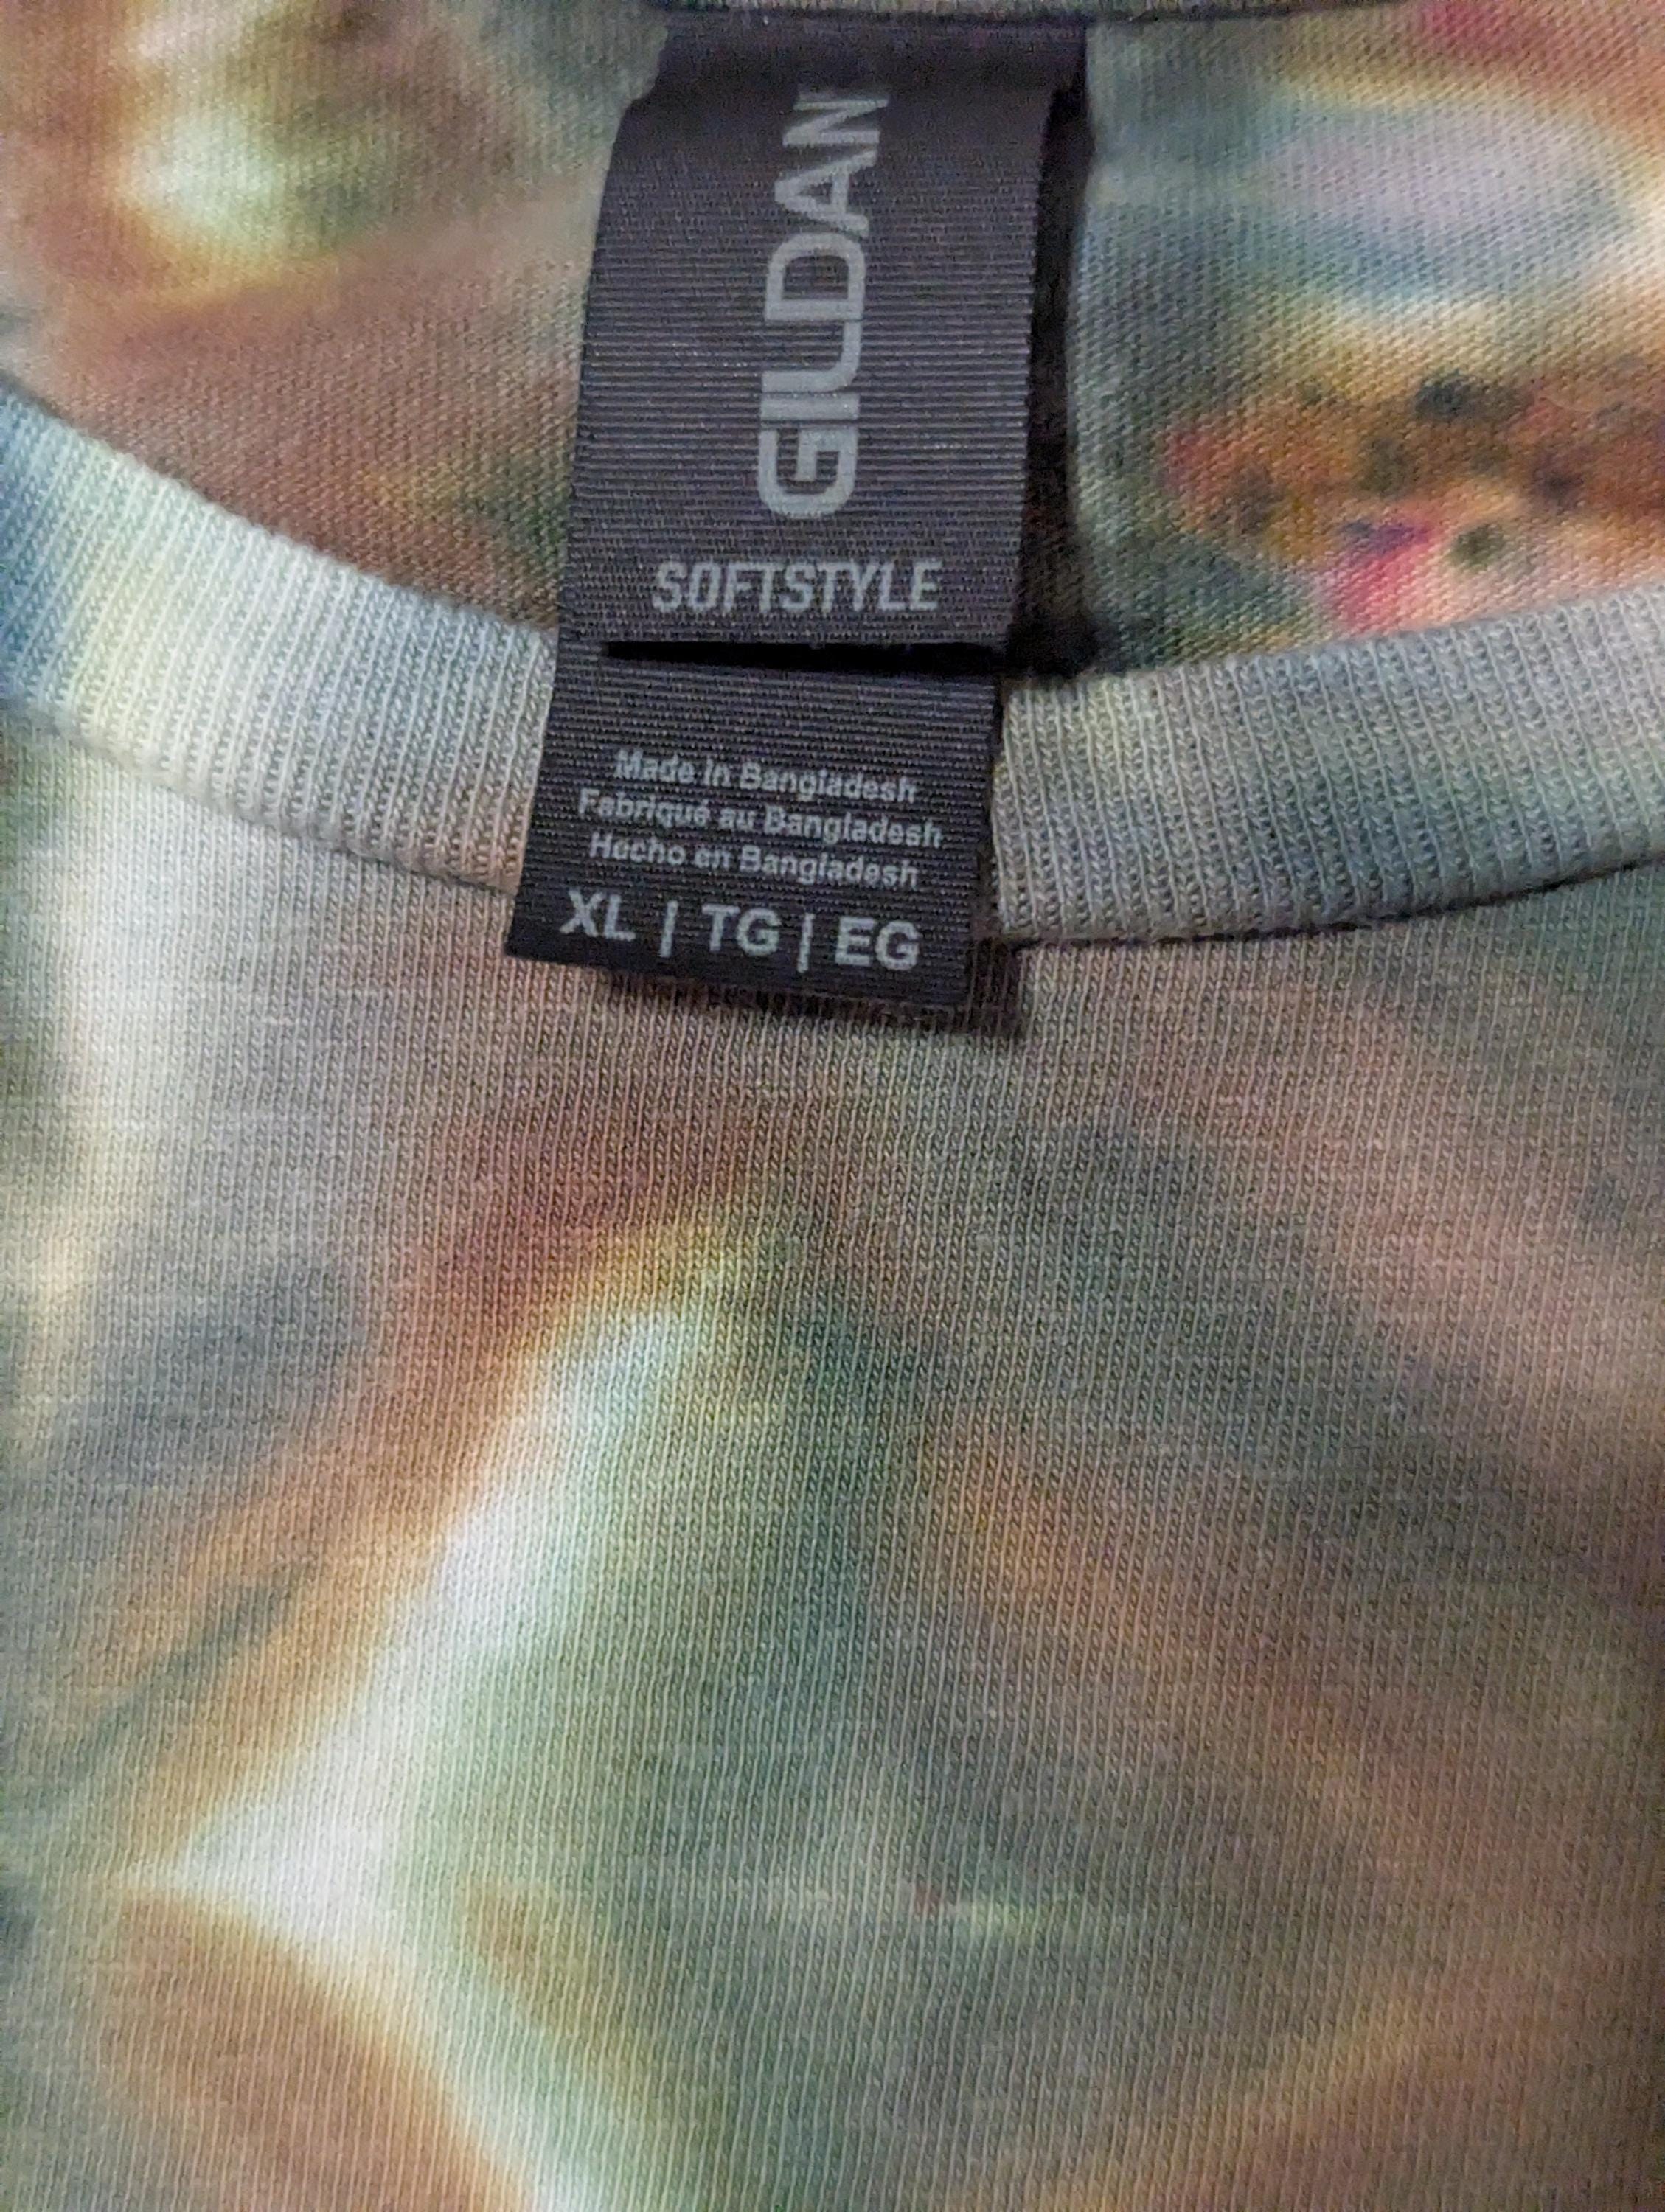 GILDAN
SOFTSTYLE
Made in Bangladesh
Fabriqué au Bangladesh
Hecho en Bangladesh
XL | TG | EG